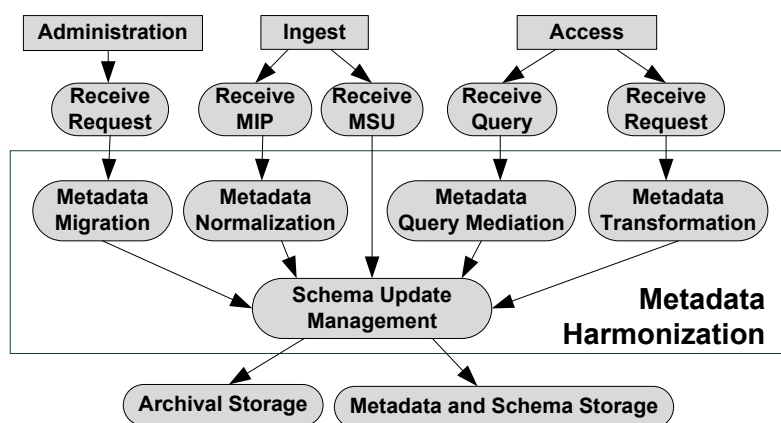 Administration
Ingest
Access
Receive
Request
Receive
MIP
Receive
MSU
Receive
Query
Receive
Request
Metadata
Migration
Metadata
Normalization
Metadata
Query Mediation
Metadata
Transformation
Schema Update
Management
Metadata
Harmonization
Archival Storage
Metadata and Schema Storage